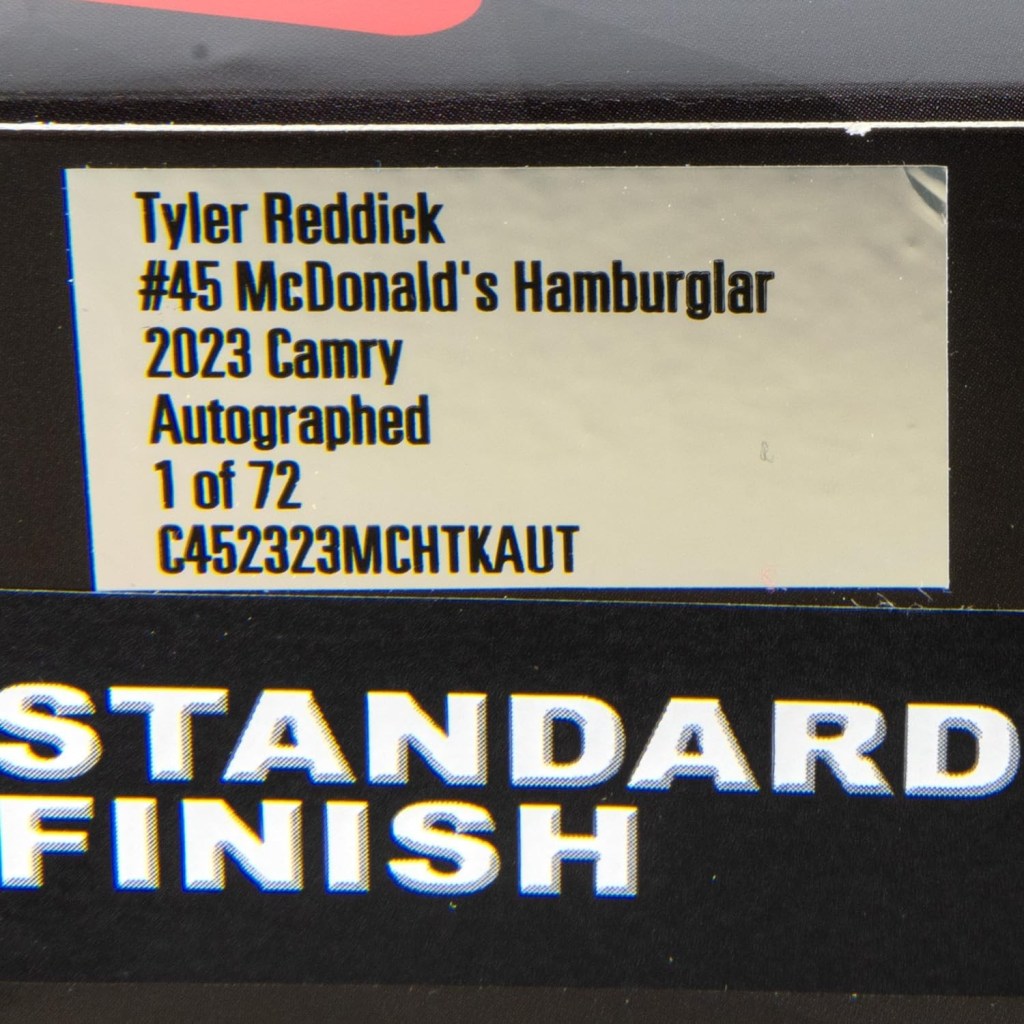 Tyler Reddick
#45 McDonald's Hamburglar
2023 Camry
Autographed
1 of 72
C452323MCHTKAUT
STANDARD
FINISH